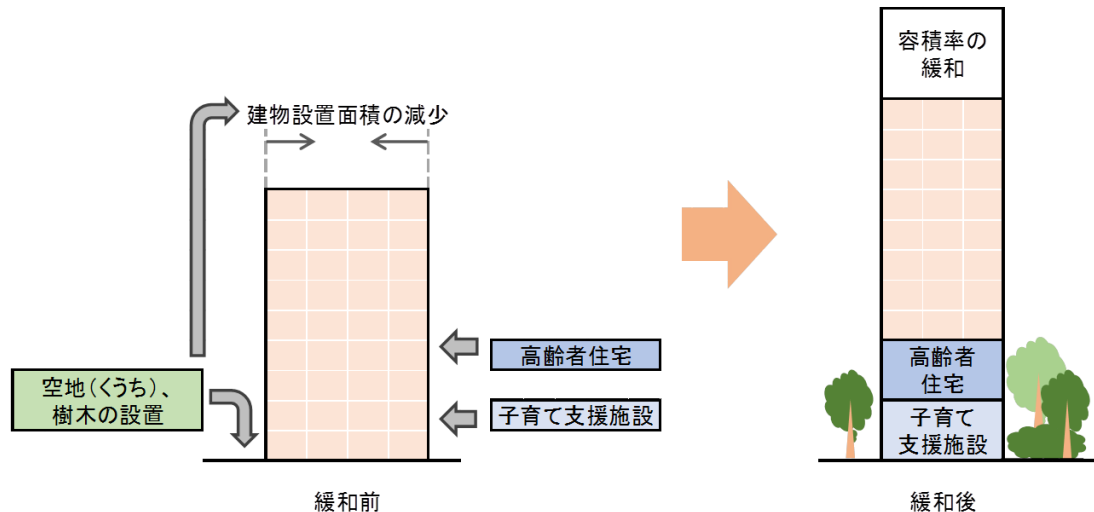 建物設置面積の減少
空地(くうち)、
樹木の設置
高齢者住宅
子育て支援施設
緩和前
容積率の
緩和
高齢者
住宅
子育て
支援施設
緩和後